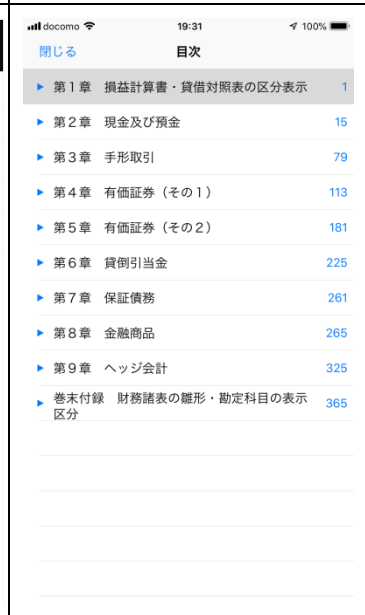 docomo 19:31 100%
閉じる 目次
第1章 損益計算書・貸借対照表の区分表示 1
第2章 現金及び預金 15
第3章 手形取引 79
第4章 有価証券（その1） 113
第5章 有価証券（その2） 181
第6章 貸倒引当金 225
第7章 保証債務 261
第8章 金融商品 265
第9章 ヘッジ会計 325
巻末付録 財務諸表の雛形・勘定科目の表示
区分 365